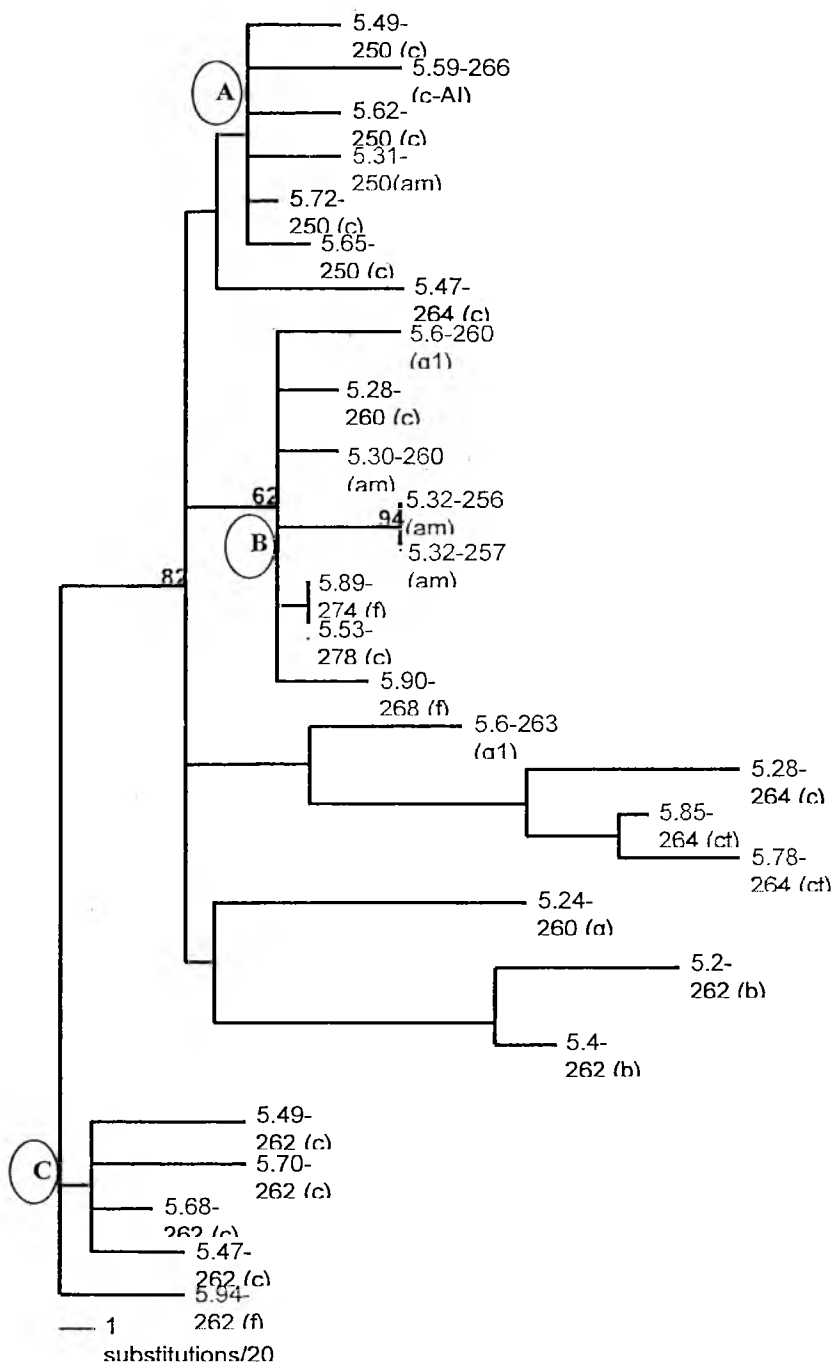 5.49-
250 (c)
5.59-266
(c-AI)
A
5.62-
250 (c)
5.31-
250(am)
5.72-
250 (c)
5.65-
250 (c)
5.47-
264 (c)
5.6-260
(g1)
5.28-
260 (c)
5.30-260
(am)
62
5.32-256
94
(am)
B
5.32-257
(am)
82
5.89-
274 (f)
5.53-
278 (c)
5.90-
268 (f)
5.6-263
(g1)
5.28-
264 (c)
5.85-
264 (ct)
5.78-
264 (ct)
5.24-
260 (g)
5.2-
262 (b)
5.4-
262 (b)
5.49-
262 (c)
C
5.70-
262 (c)
5.68-
262 (c)
5.47-
262 (c)
5.94-
262 (f)
1
substitutions/20